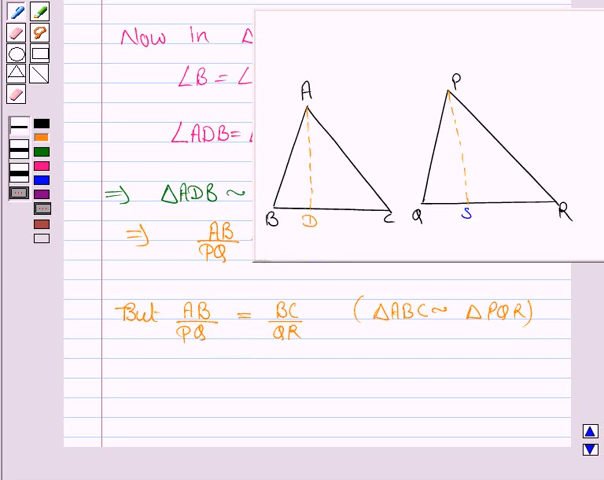 Now in Δ
∠B = ∠
∠ADB = ∠
⇒ ΔADB ~
⇒ AB/PQ
But AB/PQ = BC/QR (ΔABC ~ ΔPQR)
A
B D C
P
Q S R